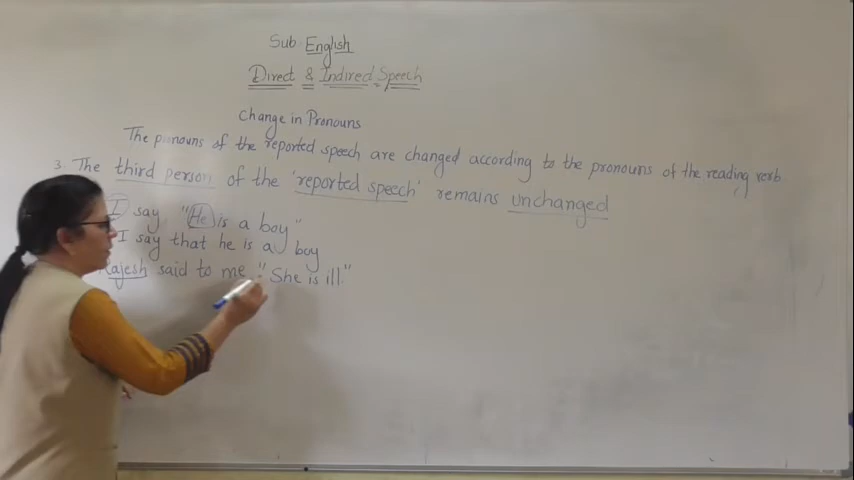 Sub English
Direct & Indired Speech
Change in Pronouns
The pronouns of the reported speech are changed according to the pronouns of the reading verb.
3. The third person of the 'reported speech' remains unchanged
I say "He is a boy"
I say that he is a boy
Rajesh said to me :- "She is ill."